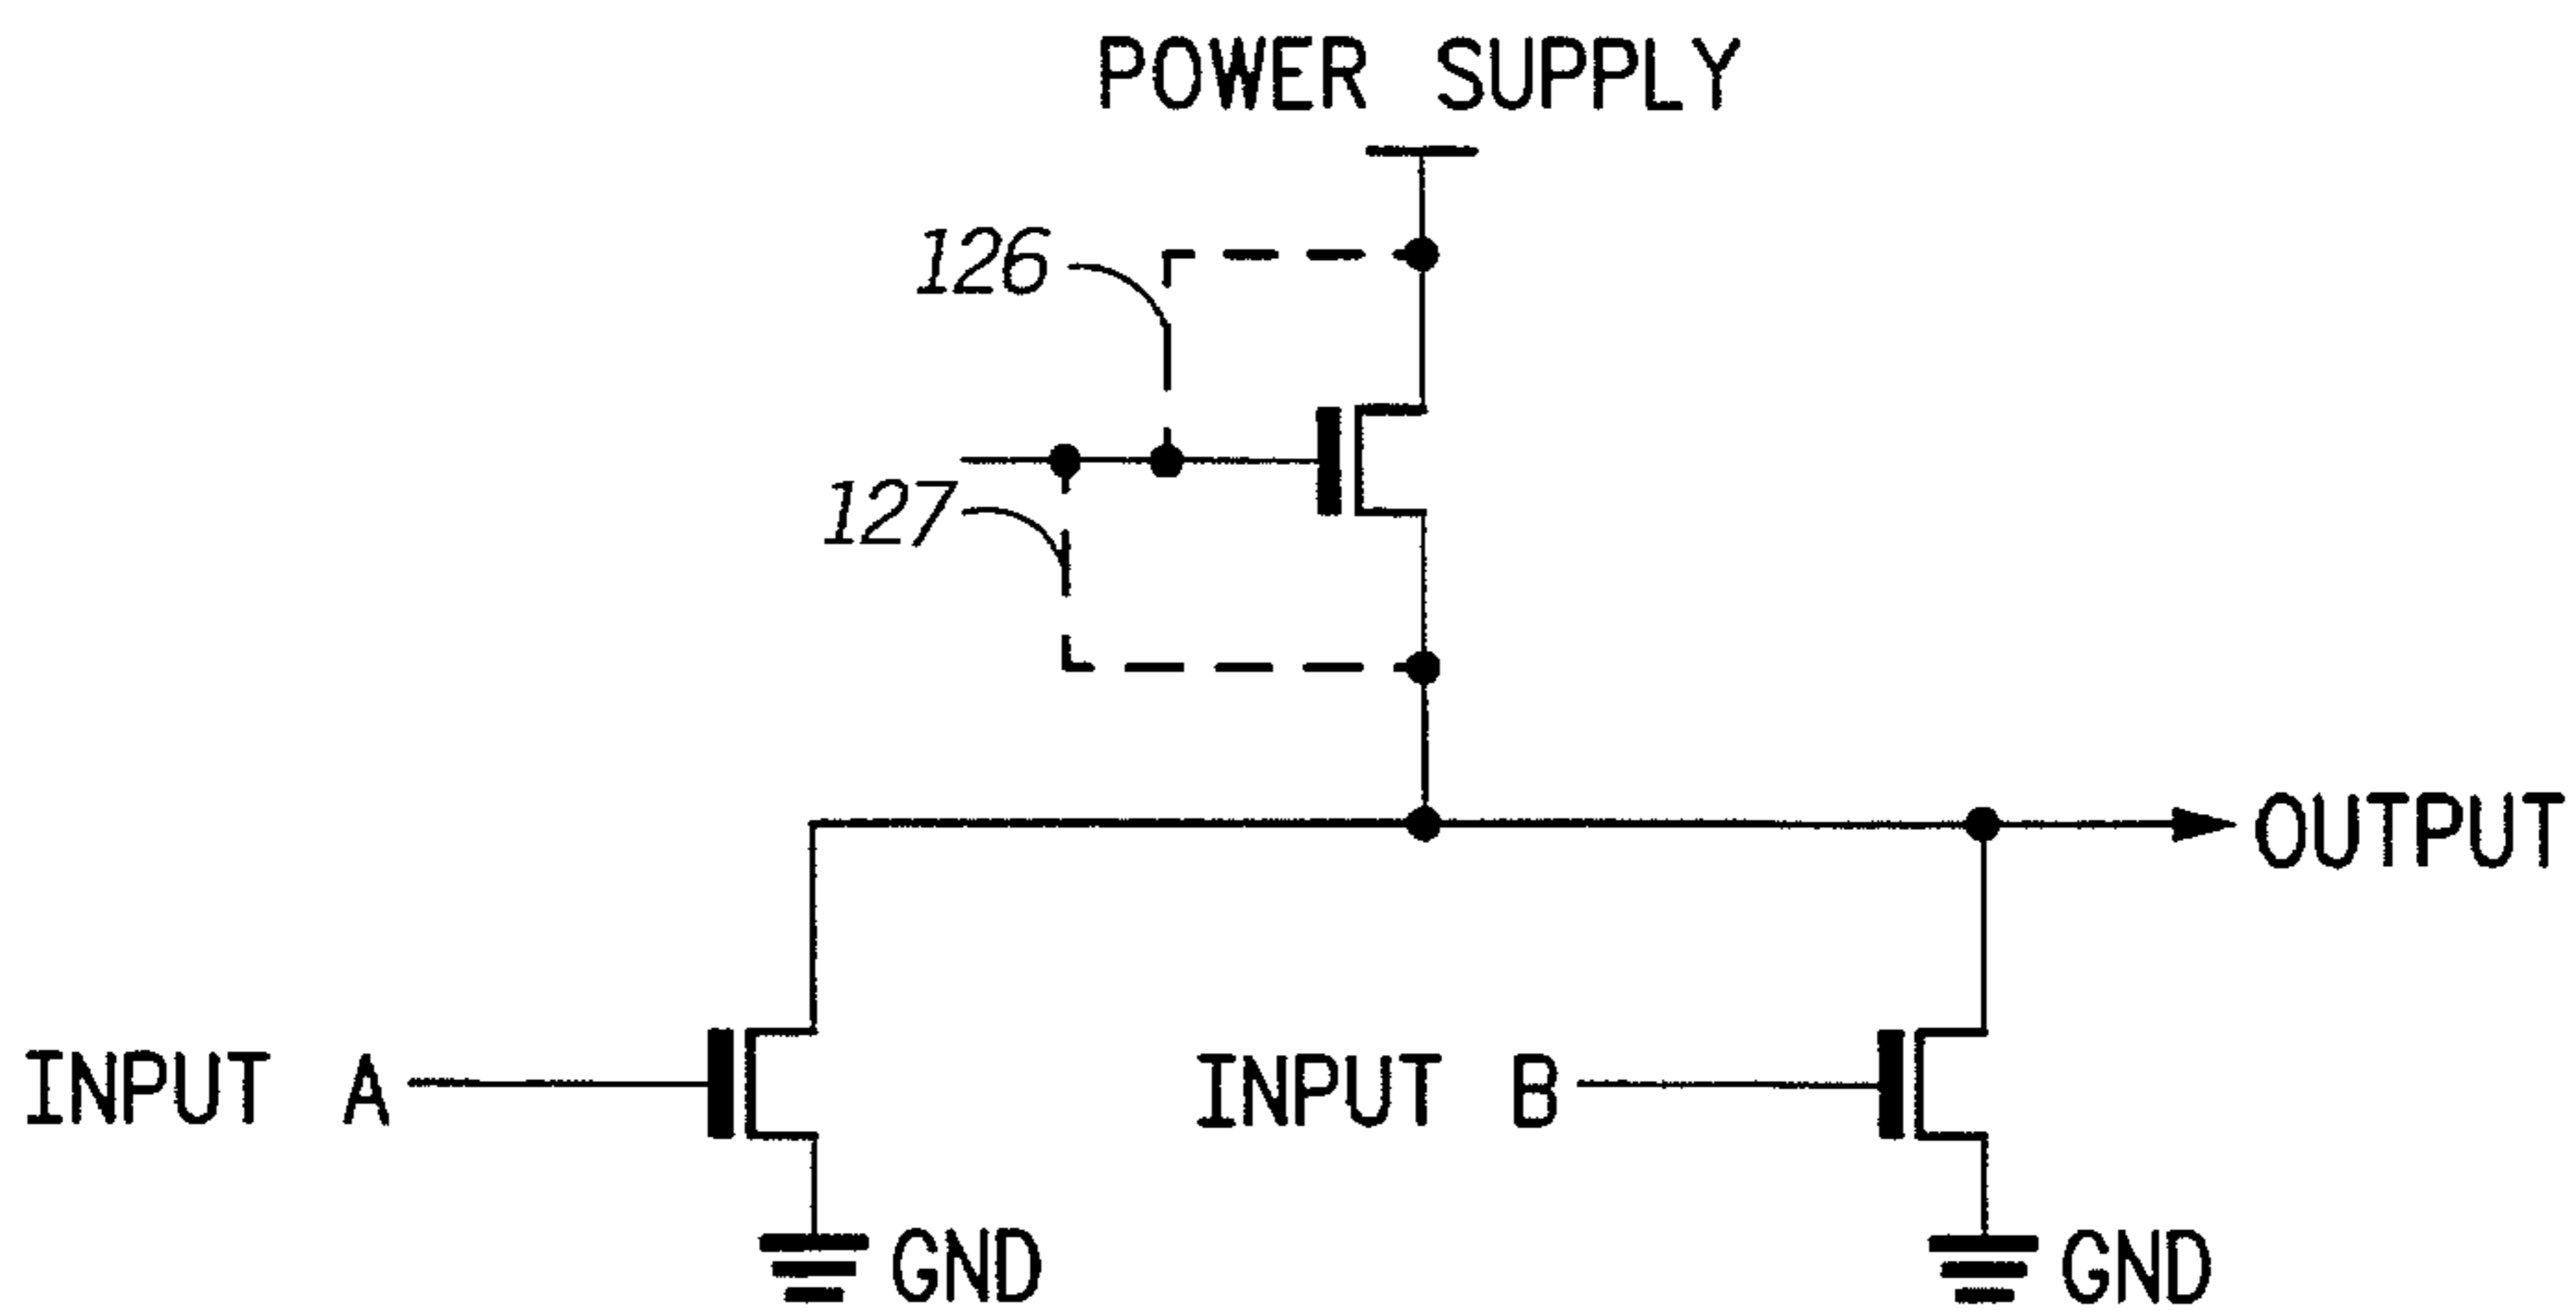 POWER SUPPLY
126
127
OUTPUT
INPUT A
INPUT B
GND
GND